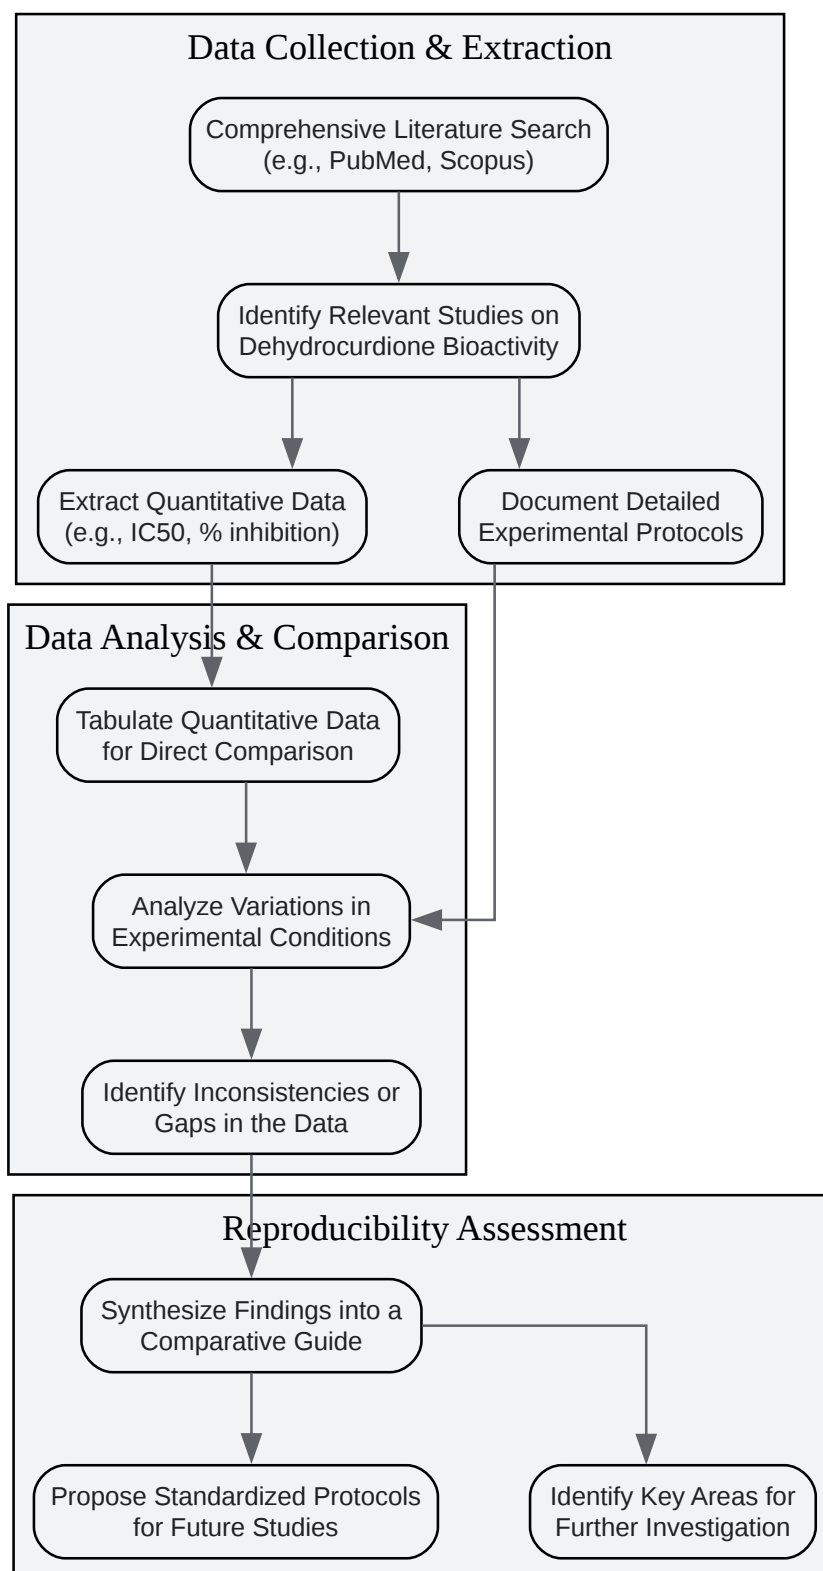 Data Collection & Extraction
Comprehensive Literature Search
(e.g., PubMed, Scopus)
Identify Relevant Studies on
Dehydrocurdione Bioactivity
Extract Quantitative Data
(e.g., IC50, % inhibition)
Document Detailed
Experimental Protocols
Data Analysis & Comparison
Tabulate Quantitative Data
for Direct Comparison
Analyze Variations in
Experimental Conditions
Identify Inconsistencies or
Gaps in the Data
Reproducibility Assessment
Synthesize Findings into a
Comparative Guide
Propose Standardized Protocols
for Future Studies
Identify Key Areas for
Further Investigation